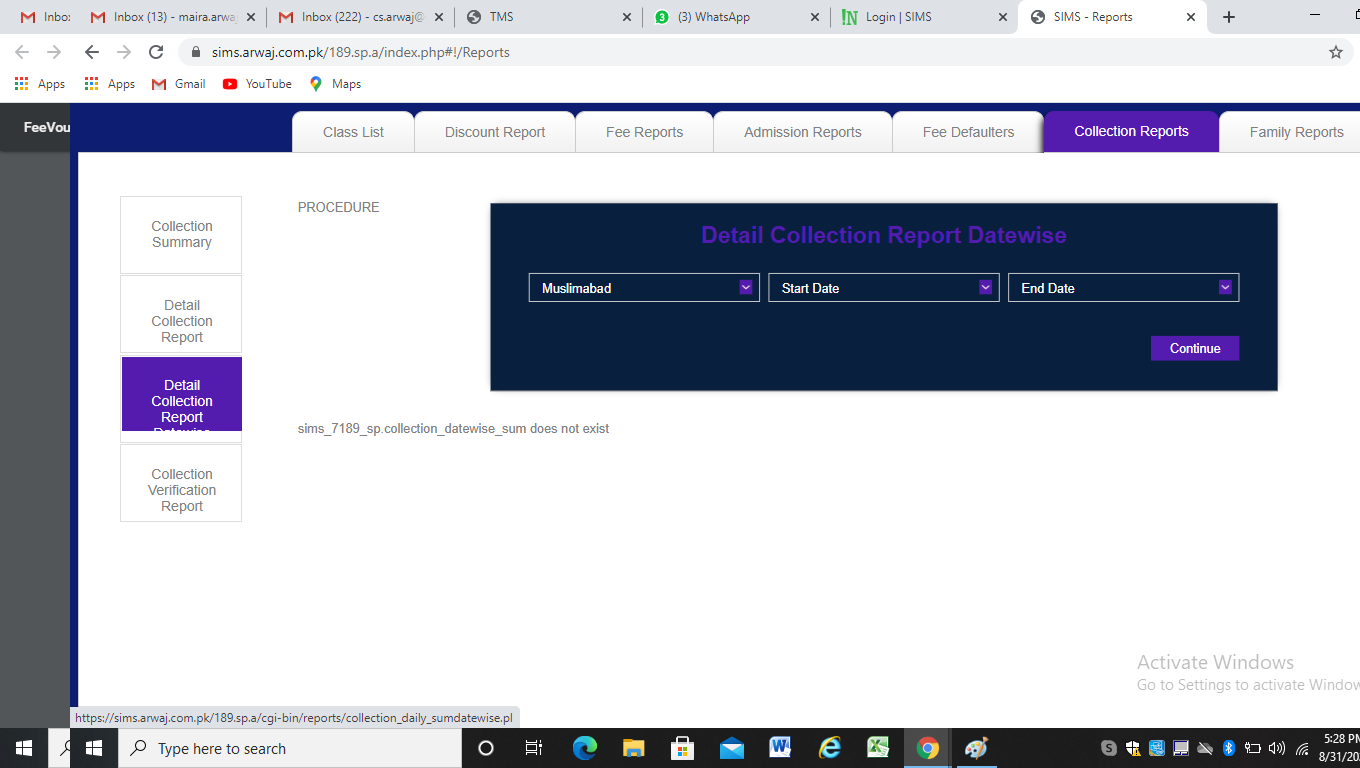 Inbo:
Inbox (13) - maira.arwa
Inbox (222) - cs.arwaj@
TMS
3
(3) WhatsApp
!N
Login | SIMS
SIMS - Reports
sims.arwaj.com.pk/189.sp.a/index.php#!/Reports
Apps
Apps
Gmail
YouTube
Maps
FeeVou
Class List
Discount Report
Fee Reports
Admission Reports
Fee Defaulters
Collection Reports
Family Reports
Collection
Summary
Detail
Collection
Report
Detail
Collection
Report
Datewise
Collection
Verification
Report
PROCEDURE
Detail Collection Report Datewise
Muslimabad
Start Date
End Date
Continue
sims_7189_sp.collection_datewise_sum does not exist
Activate Windows
Go to Settings to activate Window
https://sims.arwaj.com.pk/189.sp.a/cgi-bin/reports/collection_daily_sumdatewise.pl
Type here to search
5:28 PM
8/31/20